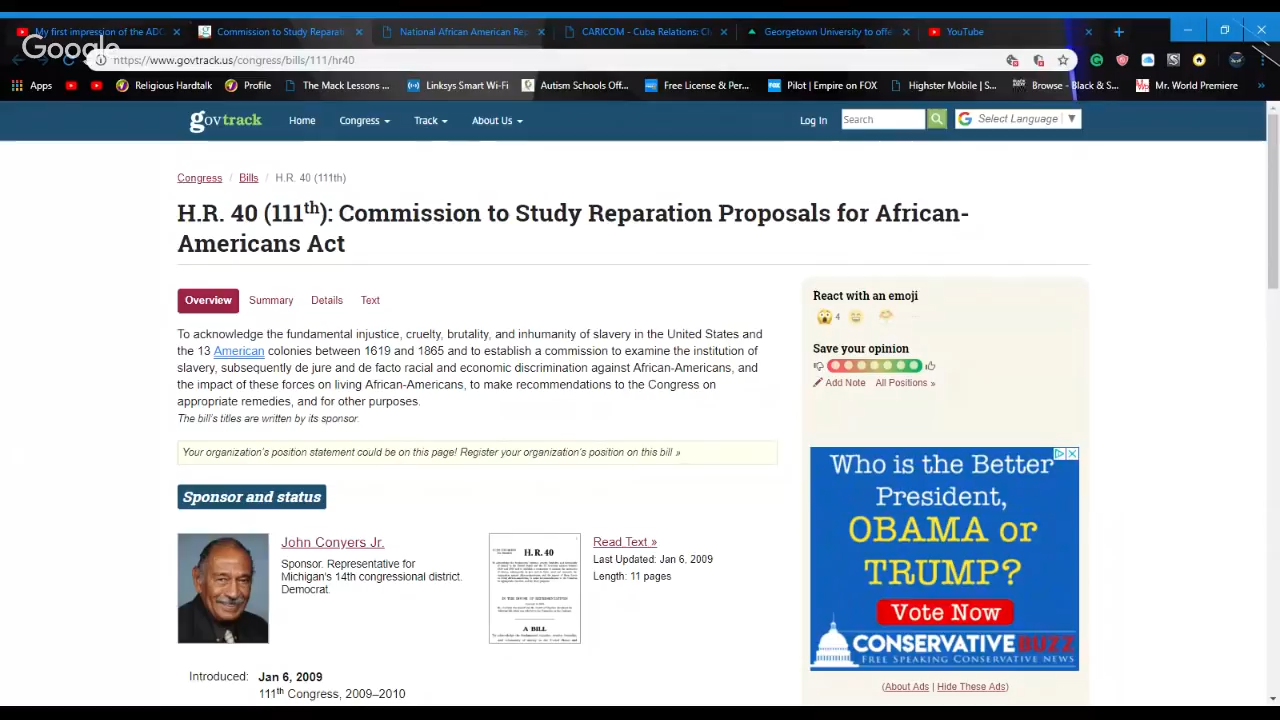 My first impression of the ADO
Commission to Study Reparati
National African American Rep
CARICOM - Cuba Relations: Ch
Georgetown University to offe
YouTube
Google
https://www.govtrack.us/congress/bills/111/hr40
Apps
Religious Hardtalk
Profile
The Mack Lessons ...
Linksys Smart Wi-Fi
Autism Schools Off...
Free License & Per...
Pilot | Empire on FOX
Highster Mobile | S...
Browse - Black & S...
Mr. World Premiere
govtrack
Home
Congress
Track
About Us
Log In
Search
Select Language
Congress / Bills / H.R. 40 (111th)
H.R. 40 (111th): Commission to Study Reparation Proposals for African-
Americans Act
Overview
Summary
Details
Text
To acknowledge the fundamental injustice, cruelty, brutality, and inhumanity of slavery in the United States and
the 13 American colonies between 1619 and 1865 and to establish a commission to examine the institution of
slavery, subsequently de jure and de facto racial and economic discrimination against African-Americans, and
the impact of these forces on living African-Americans, to make recommendations to the Congress on
appropriate remedies, and for other purposes.
The bill's titles are written by its sponsor.
Your organization's position statement could be on this page! Register your organization's position on this bill »
Sponsor and status
John Conyers Jr.
Sponsor. Representative for
Michigan's 14th congressional district.
Democrat.
H.R. 40
A BILL
Read Text »
Last Updated: Jan 6, 2009
Length: 11 pages
Introduced:
Jan 6, 2009
111th Congress, 2009–2010
React with an emoji
4
Save your opinion
Add Note
All Positions »
Who is the Better
President,
OBAMA or
TRUMP?
Vote Now
CONSERVATIVEBUZZ
FREE SPEAKING CONSERVATIVE NEWS
(About Ads | Hide These Ads)